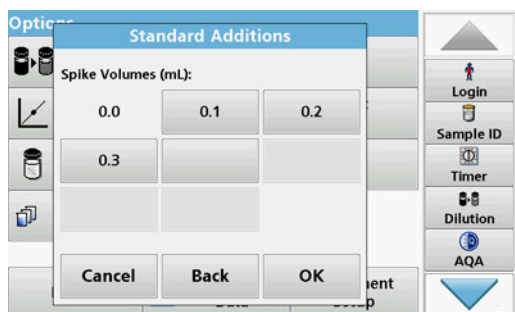 Options
Standard Additions
Spike Volumes (mL):
0.0 0.1 0.2
0.3
Cancel Back OK
Login
Sample ID
Timer
Dilution
AQA